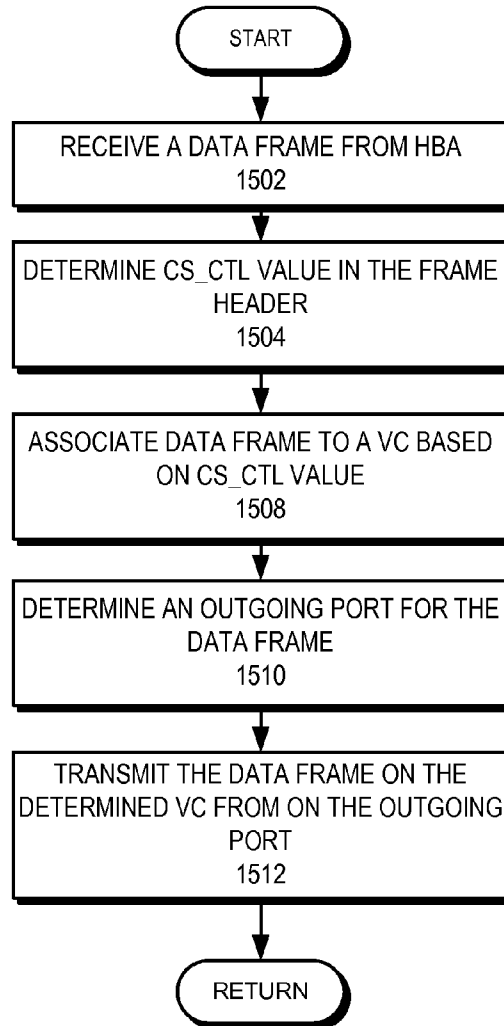 START
RECEIVE A DATA FRAME FROM HBA
1502
DETERMINE CS_CTL VALUE IN THE FRAME
HEADER
1504
ASSOCIATE DATA FRAME TO A VC BASED
ON CS_CTL VALUE
1508
DETERMINE AN OUTGOING PORT FOR THE
DATA FRAME
1510
TRANSMIT THE DATA FRAME ON THE
DETERMINED VC FROM ON THE OUTGOING
PORT
1512
RETURN